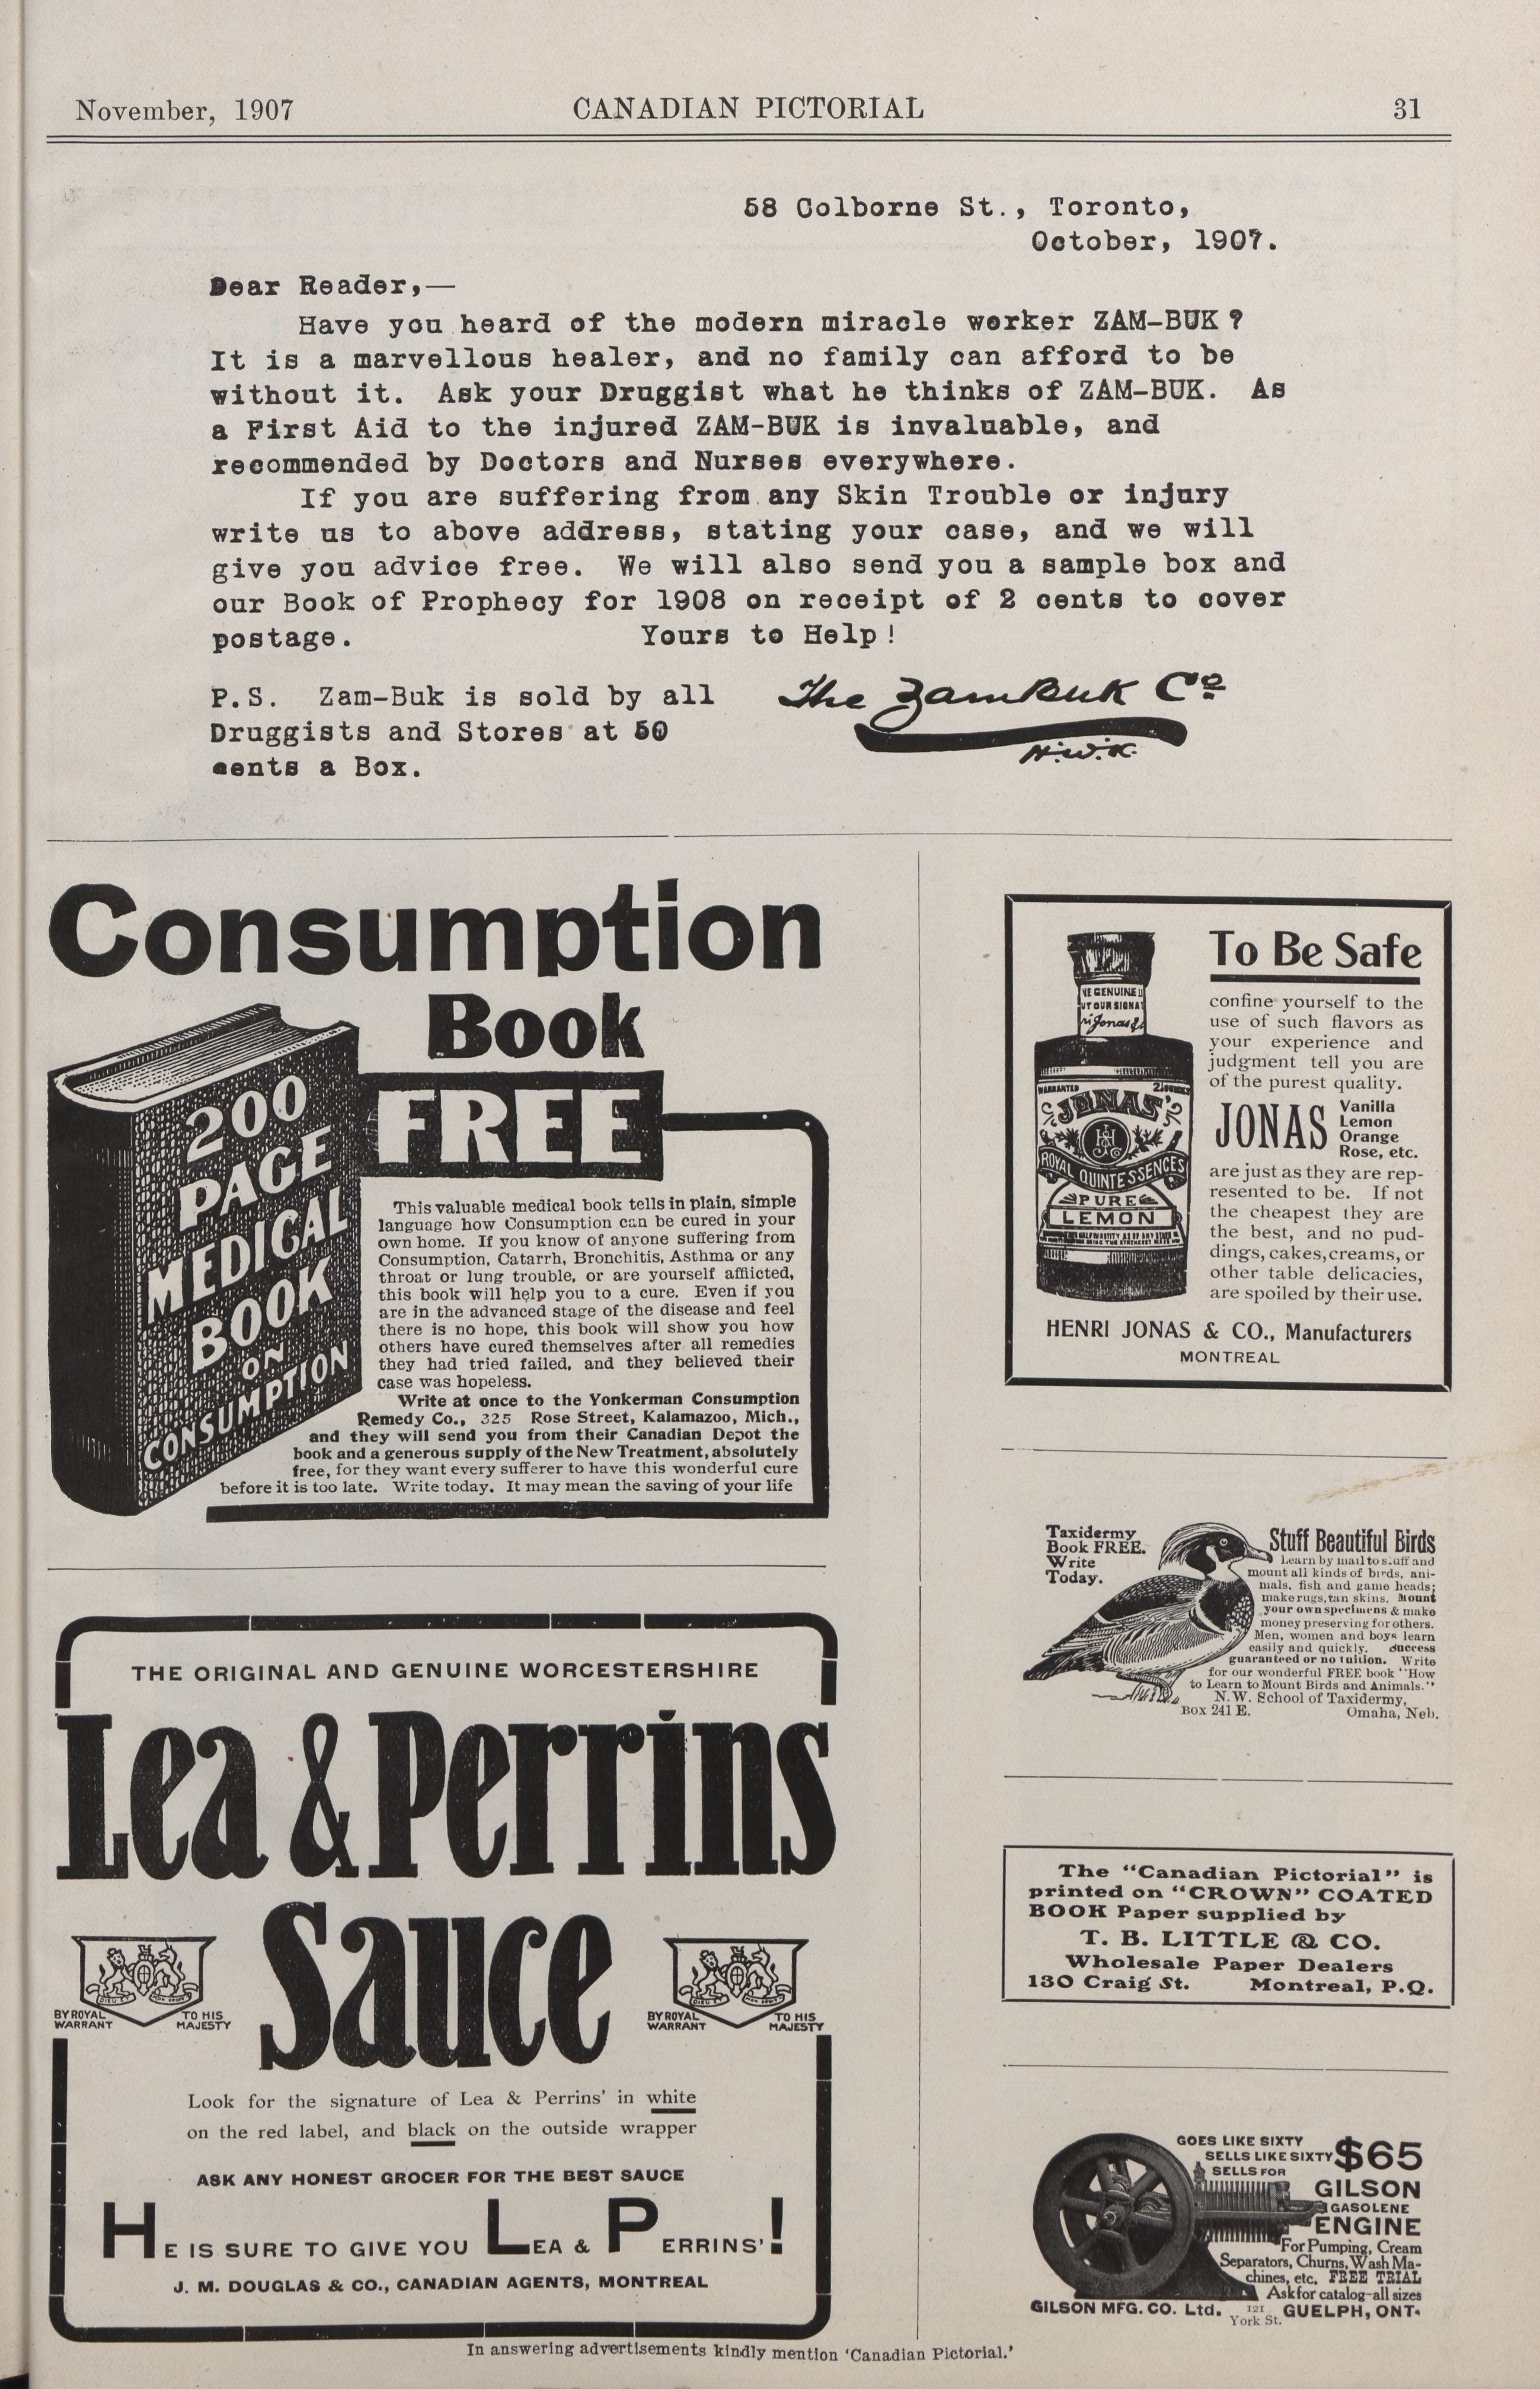 November, 1907
CANADIAN PICTORIAL
31
58 Colborne St., Toronto,
October, 1907.
Dear Reader,—
Have you heard of the modern miracle worker ZAM-BUK?
It is a marvellous healer, and no family can afford to be
without it. Ask your Druggist what he thinks of ZAM-BUK. As
a First Aid to the injured ZAM-BUK is invaluable, and
recommended by Doctors and Nurses everywhere.
If you are suffering from any Skin Trouble or injury
write us to above address, stating your case, and we will
give you advice free. We will also send you a sample box and
our Book of Prophecy for 1908 on receipt of 2 cents to cover
postage. Yours to Help!
P.S. Zam-Buk is sold by all
Druggists and Stores at 50
cents a Box.
The Zam Buk Co
H.W.K.
Consumption
Book
FREE
200
PAGE
MEDICAL
BOOK
ON
CONSUMPTION
This valuable medical book tells in plain, simple
language how Consumption can be cured in your
own home. If you know of anyone suffering from
Consumption, Catarrh, Bronchitis, Asthma or any
throat or lung trouble, or are yourself afflicted,
this book will help you to a cure. Even if you
are in the advanced stage of the disease and feel
there is no hope, this book will show you how
others have cured themselves after all remedies
they had tried failed, and they believed their
case was hopeless.
Write at once to the Yonkerman Consumption
Remedy Co., 325 Rose Street, Kalamazoo, Mich.,
and they will send you from their Canadian Depot the
book and a generous supply of the New Treatment, absolutely
free, for they want every sufferer to have this wonderful cure
before it is too late. Write today. It may mean the saving of your life
THE ORIGINAL AND GENUINE WORCESTERSHIRE
Lea & Perrins
Sauce
BY ROYAL
WARRANT
TO HIS
MAJESTY
BY ROYAL
WARRANT
TO HIS
MAJESTY
Look for the signature of Lea & Perrins' in white
on the red label, and black on the outside wrapper
ASK ANY HONEST GROCER FOR THE BEST SAUCE
HE IS SURE TO GIVE YOU LEA & PERRINS'!
J. M. DOUGLAS & CO., CANADIAN AGENTS, MONTREAL
To Be Safe
confine yourself to the
use of such flavors as
your experience and
judgment tell you are
of the purest quality.
JONAS
Vanilla
Lemon
Orange
Rose, etc.
are just as they are rep-
resented to be. If not
the cheapest they are
the best, and no pud-
dings, cakes, creams, or
other table delicacies,
are spoiled by their use.
GENUINE
OUR SIGNA
Jonas &
WARRANTED
JONAS'
ROYAL QUINTESSENCES
PURE
LEMON
HENRI JONAS & CO., Manufacturers
MONTREAL
Taxidermy
Book FREE.
Write
Today.
Stuff Beautiful Birds
Learn by mail to stuff and
mount all kinds of birds, ani-
mals, fish and game heads;
make rugs, tan skins. Mount
your own specimens & make
money preserving for others.
Men, women and boys learn
easily and quickly. Success
guaranteed or no tuition. Write
for our wonderful FREE book "How
to Learn to Mount Birds and Animals."
N. W. School of Taxidermy,
Box 241 E. Omaha, Neb.
The "Canadian Pictorial" is
printed on "CROWN" COATED
BOOK Paper supplied by
T. B. LITTLE & CO.
Wholesale Paper Dealers
130 Craig St. Montreal, P.Q.
GOES LIKE SIXTY
SELLS LIKE SIXTY
SELLS FOR
$65
GILSON
GASOLENE
ENGINE
For Pumping, Cream
Separators, Churns, Wash Ma-
chines, etc. FREE TRIAL
Ask for catalog-all sizes
GILSON MFG. CO. Ltd. 121 York St. GUELPH, ONT.
In answering advertisements kindly mention 'Canadian Pictorial.'